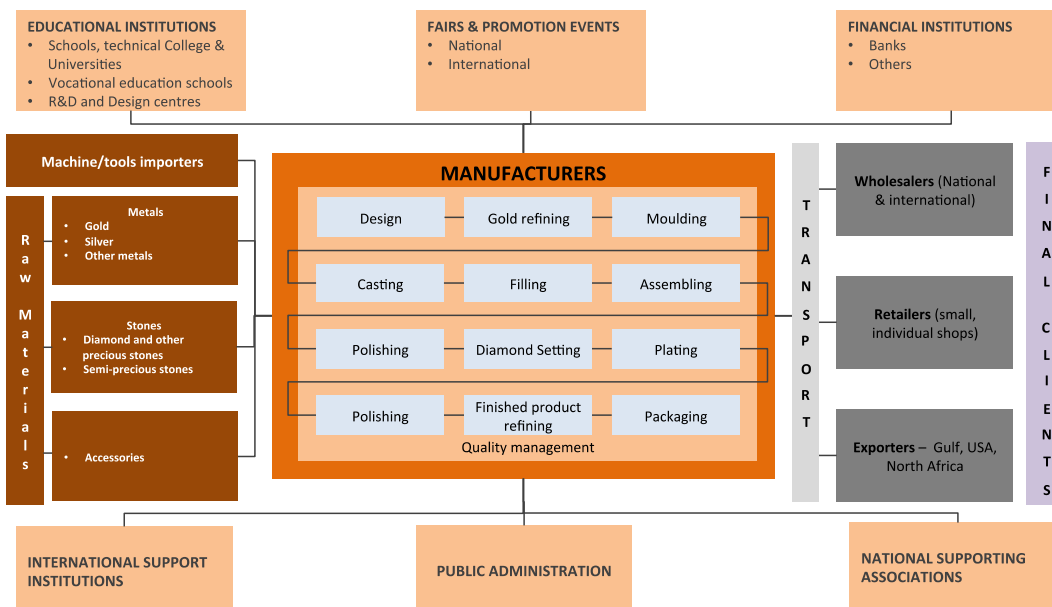 EDUCATIONAL INSTITUTIONS
• Schools, technical College &
Universities
• Vocational education schools
• R&D and Design centres
FAIRS & PROMOTION EVENTS
• National
• International
FINANCIAL INSTITUTIONS
• Banks
• Others
Machine/tools importers
Raw Materials
Metals
• Gold
• Silver
• Other metals
Stones
• Diamond and other
precious stones
• Semi-precious stones
• Accessories
MANUFACTURERS
Design
Gold refining
Moulding
Casting
Filling
Assembling
Polishing
Diamond Setting
Plating
Polishing
Finished product
refining
Packaging
Quality management
TRANSPORT
Wholesalers (National
& international)
Retailers (small,
individual shops)
Exporters – Gulf, USA,
North Africa
FINAL CLIENTS
INTERNATIONAL SUPPORT
INSTITUTIONS
PUBLIC ADMINISTRATION
NATIONAL SUPPORTING
ASSOCIATIONS